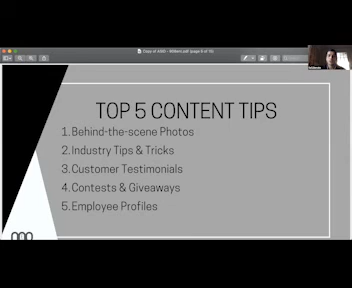 TOP 5 CONTENT TIPS
1. Behind-the-scene Photos
2. Industry Tips & Tricks
3. Customer Testimonials
4. Contests & Giveaways
5. Employee Profiles